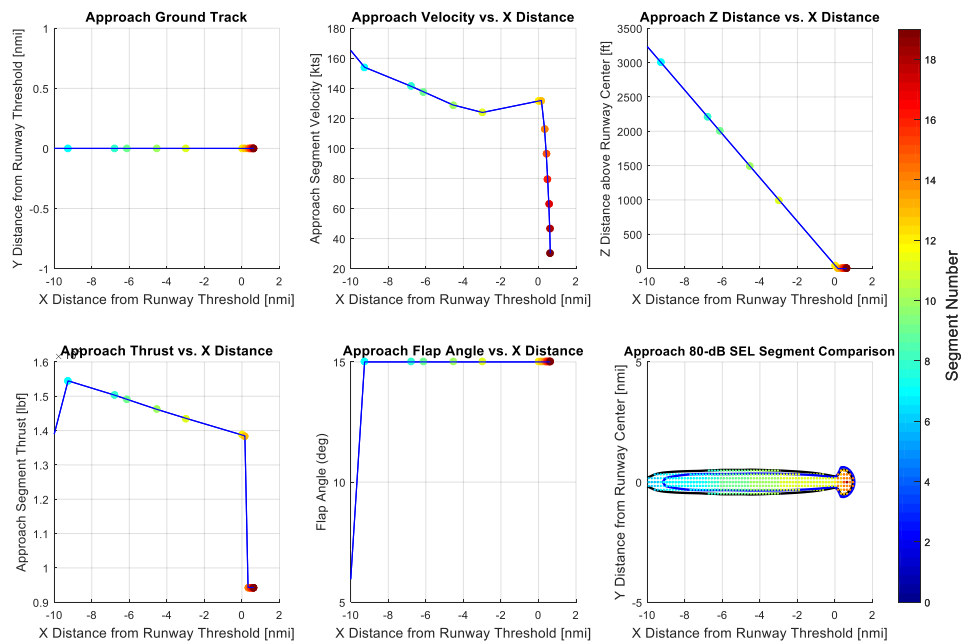 Approach Ground Track
Y Distance from Runway Threshold [nmi]
1
0.5
0
-0.5
-1
-10 -8 -6 -4 -2 0 2
X Distance from Runway Threshold [nmi]
Approach Velocity vs. X Distance
Approach Segment Velocity [kts]
180
160
140
120
100
80
60
40
20
-10 -8 -6 -4 -2 0 2
X Distance from Runway Threshold [nmi]
Approach Z Distance vs. X Distance
Z Distance above Runway Center [ft]
3500
3000
2500
2000
1500
1000
500
0
-10 -8 -6 -4 -2 0 2
X Distance from Runway Threshold [nmi]
Approach Thrust vs. X Distance
Approach Segment Thrust [lbf]
1.6
1.5
1.4
1.3
1.2
1.1
1
0.9
-10 -8 -6 -4 -2 0 2
X Distance from Runway Threshold [nmi]
Approach Flap Angle vs. X Distance
Flap Angle (deg)
15
10
5
-10 -8 -6 -4 -2 0 2
X Distance from Runway Threshold [nmi]
Approach 80-dB SEL Segment Comparison
Y Distance from Runway Center [nmi]
5
0
-5
-10 -8 -6 -4 -2 0 2
X Distance from Runway Threshold [nmi]
18
16
14
12
10
8
6
4
2
0
Segment Number